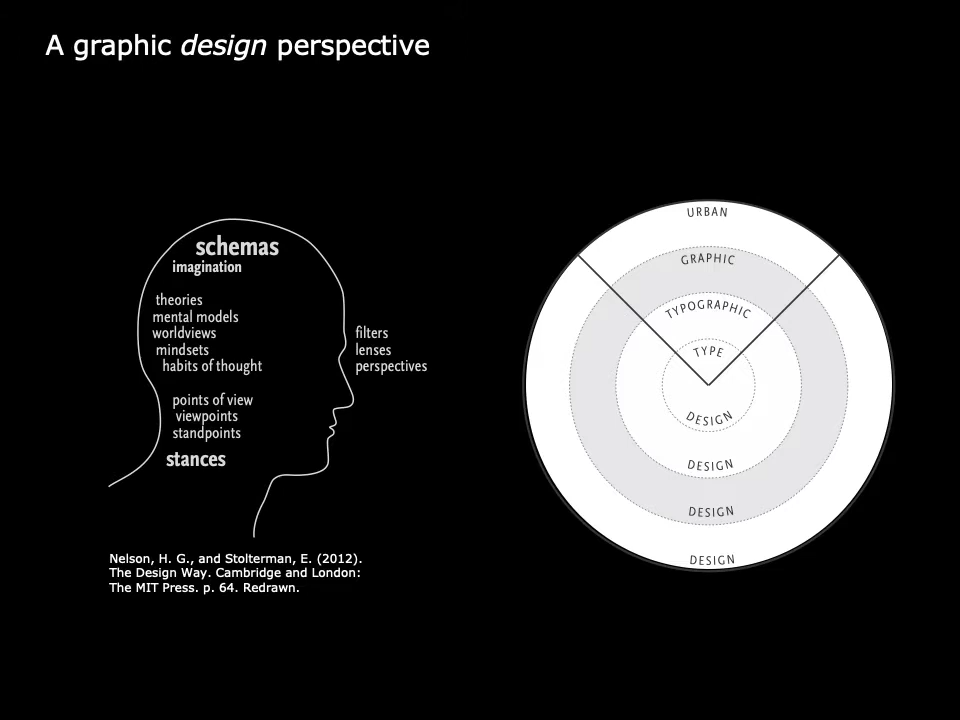 A graphic design perspective
schemas
imagination
theories
mental models
worldviews
mindsets
habits of thought
points of view
viewpoints
standpoints
stances
filters
lenses
perspectives
Nelson, H. G., and Stolterman, E. (2012).
The Design Way. Cambridge and London:
The MIT Press. p. 64. Redrawn.
URBAN
GRAPHIC
TYPOGRAPHIC
TYPE
DESIGN
DESIGN
DESIGN
DESIGN